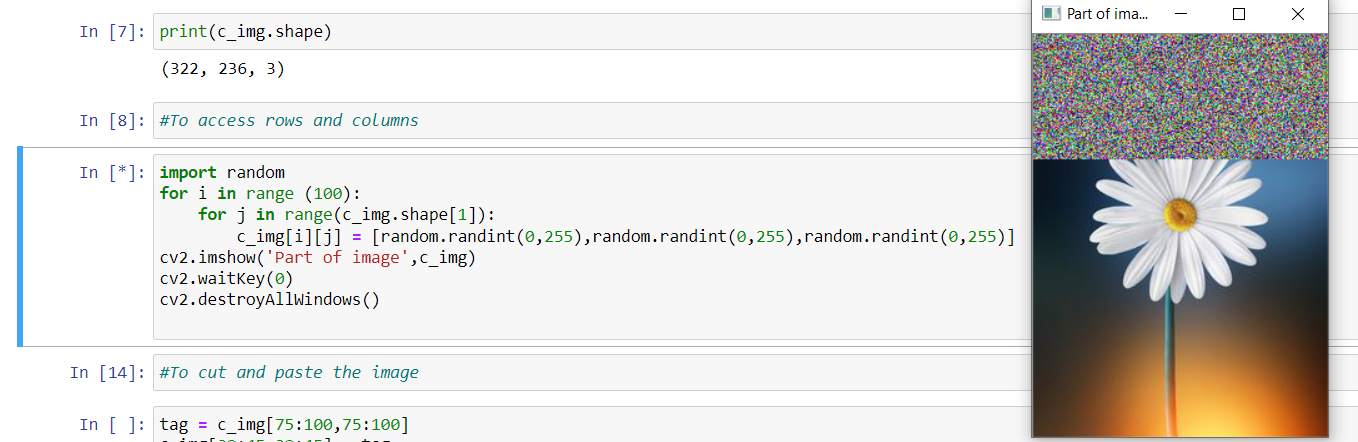 In [7]: print(c_img.shape)
(322, 236, 3)
In [8]: #To access rows and columns
In [*]: import random
for i in range (100):
    for j in range(c_img.shape[1]):
        c_img[i][j] = [random.randint(0,255),random.randint(0,255),random.randint(0,255)]
cv2.imshow('Part of image',c_img)
cv2.waitKey(0)
cv2.destroyAllWindows()
In [14]: #To cut and paste the image
In [ ]: tag = c_img[75:100,75:100]
Part of ima...